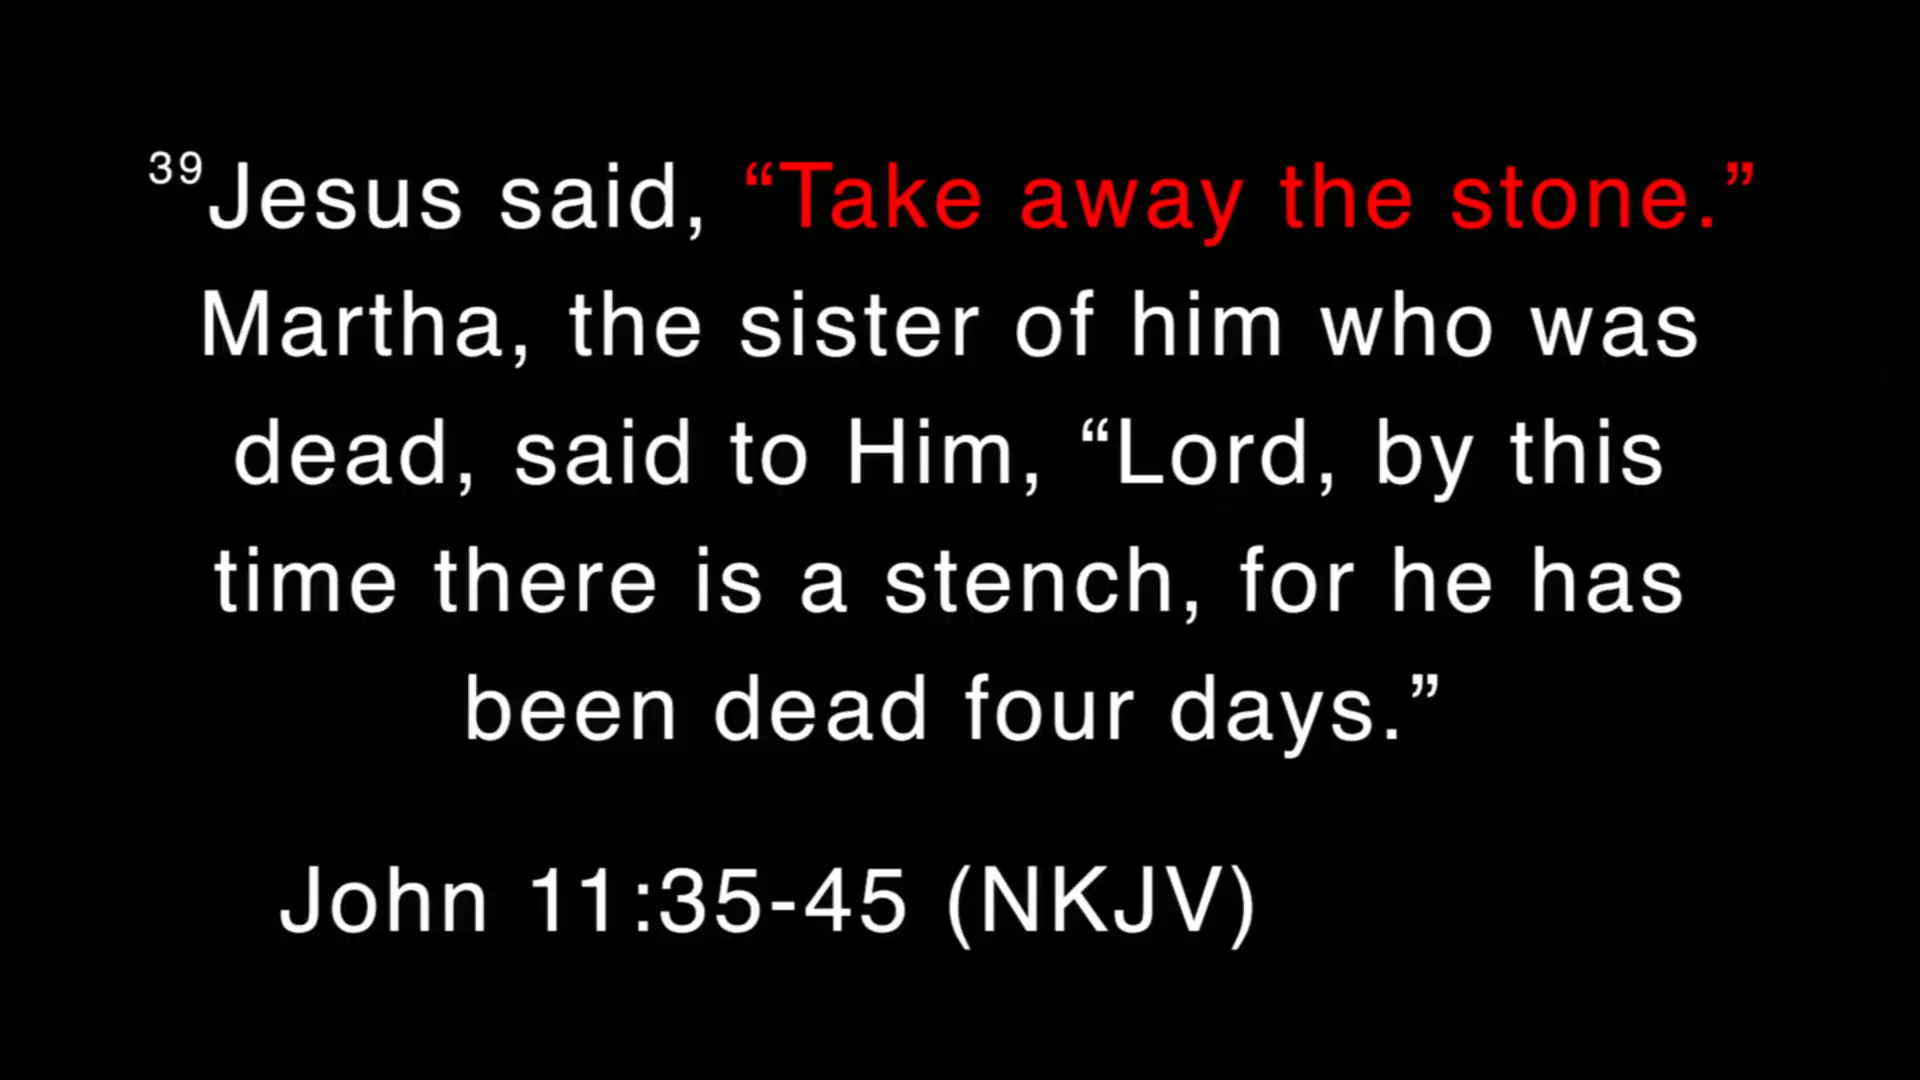 39Jesus said, “Take away the stone.”
Martha, the sister of him who was
dead, said to Him, “Lord, by this
time there is a stench, for he has
been dead four days.”
John 11:35-45 (NKJV)